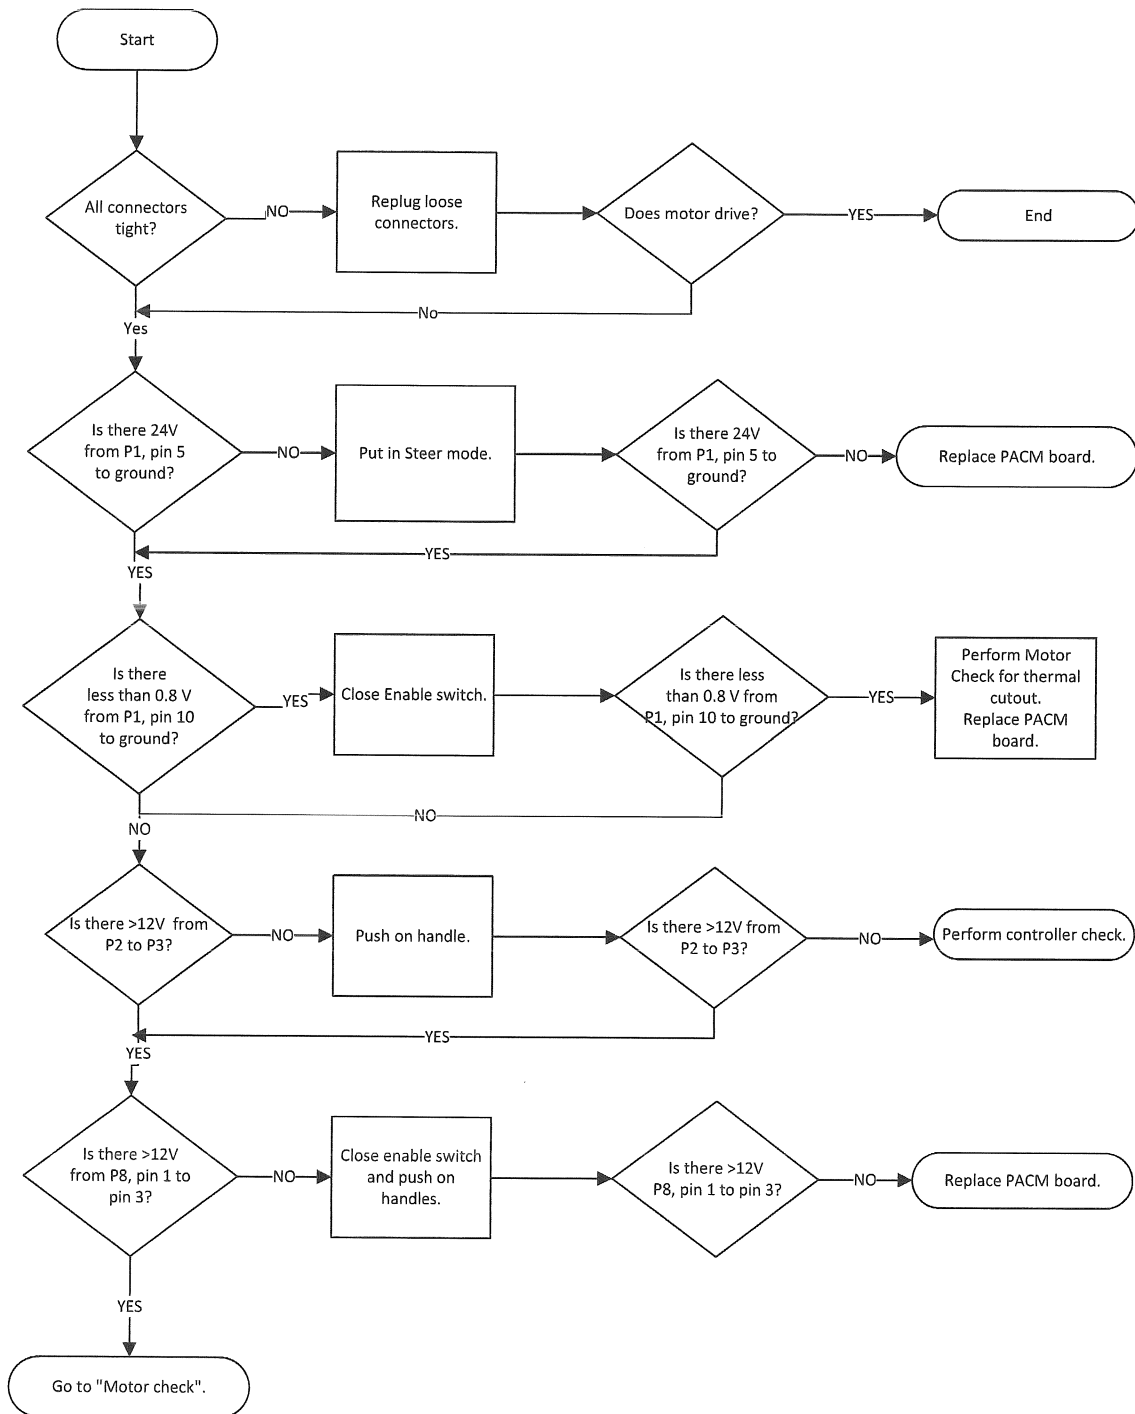 Start
All connectors
tight?
NO
Replug loose
connectors.
Does motor drive?
YES
End
No
Yes
Is there 24V
from P1, pin 5
to ground?
NO
Put in Steer mode.
Is there 24V
from P1, pin 5 to
ground?
NO
Replace PACM board.
YES
YES
Is there
less than 0.8 V
from P1, pin 10
to ground?
YES
Close Enable switch.
Is there less
than 0.8 V from
P1, pin 10 to ground?
YES
Perform Motor
Check for thermal
cutout.
Replace PACM
board.
NO
NO
Is there >12V from
P2 to P3?
NO
Push on handle.
Is there >12V from
P2 to P3?
NO
Perform controller check.
YES
YES
Is there >12V
from P8, pin 1 to
pin 3?
NO
Close enable switch
and push on
handles.
Is there >12V
P8, pin 1 to pin 3?
NO
Replace PACM board.
YES
Go to "Motor check".